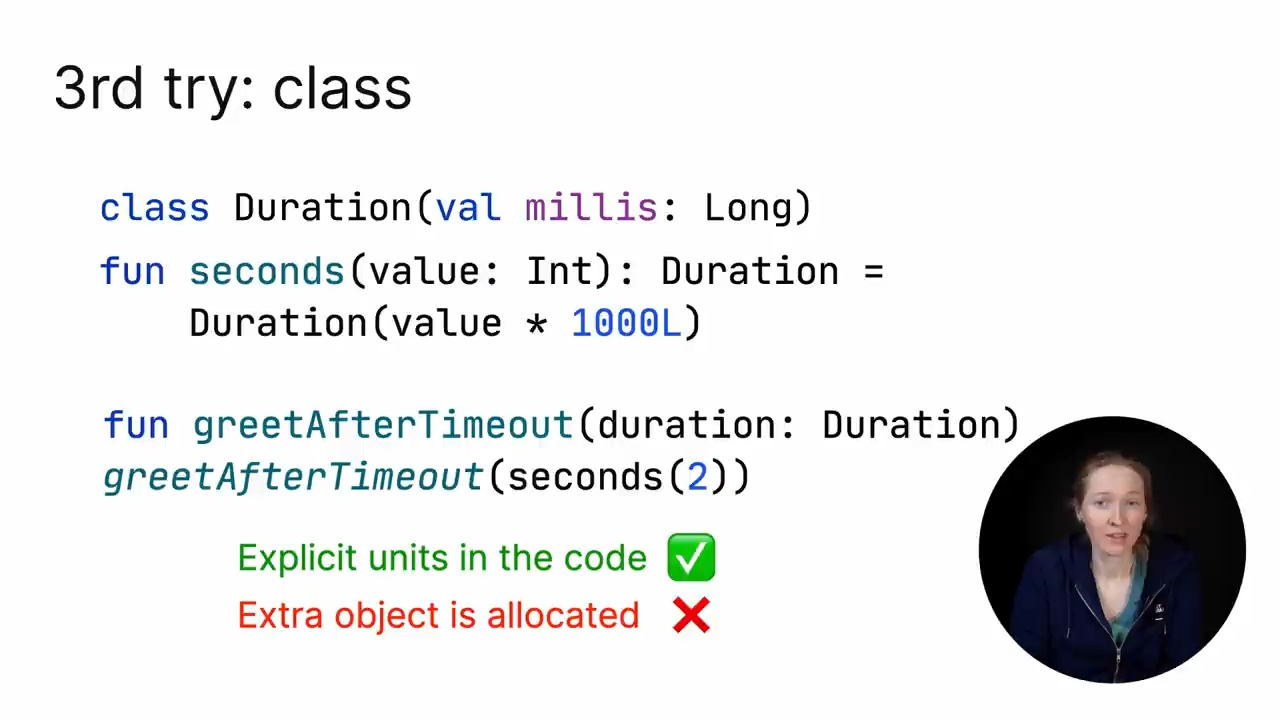 3rd try: class
class Duration(val millis: Long)
fun seconds(value: Int): Duration =
Duration(value * 1000L)
fun greetAfterTimeout(duration: Duration)
greetAfterTimeout(seconds(2))
Explicit units in the code ✅
Extra object is allocated ❌